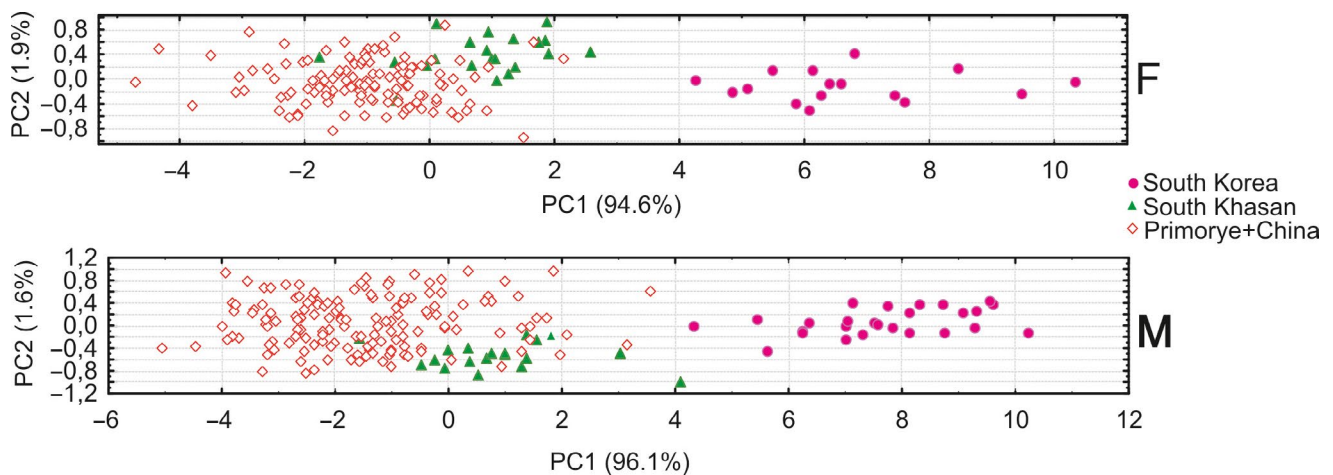 PC2 (1.9%)
0,8
0,4
0,0
−0,4
−0,8
F
−4 −2 0 2 4 6 8 10
PC1 (94.6%)
South Korea
South Khasan
Primorye+China
PC2 (1.6%)
1,2
0,8
0,4
0,0
−0,4
−0,8
−1,2
M
−6 −4 −2 0 2 4 6 8 10 12
PC1 (96.1%)